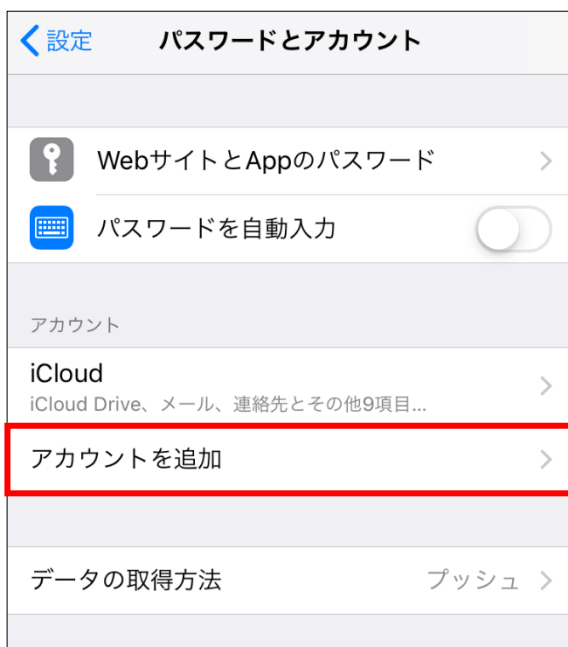 設定 パスワードとアカウント
WebサイトとAppのパスワード
パスワードを自動入力
アカウント
iCloud
iCloud Drive、メール、連絡先とその他9項目...
アカウントを追加
データの取得方法 プッシュ